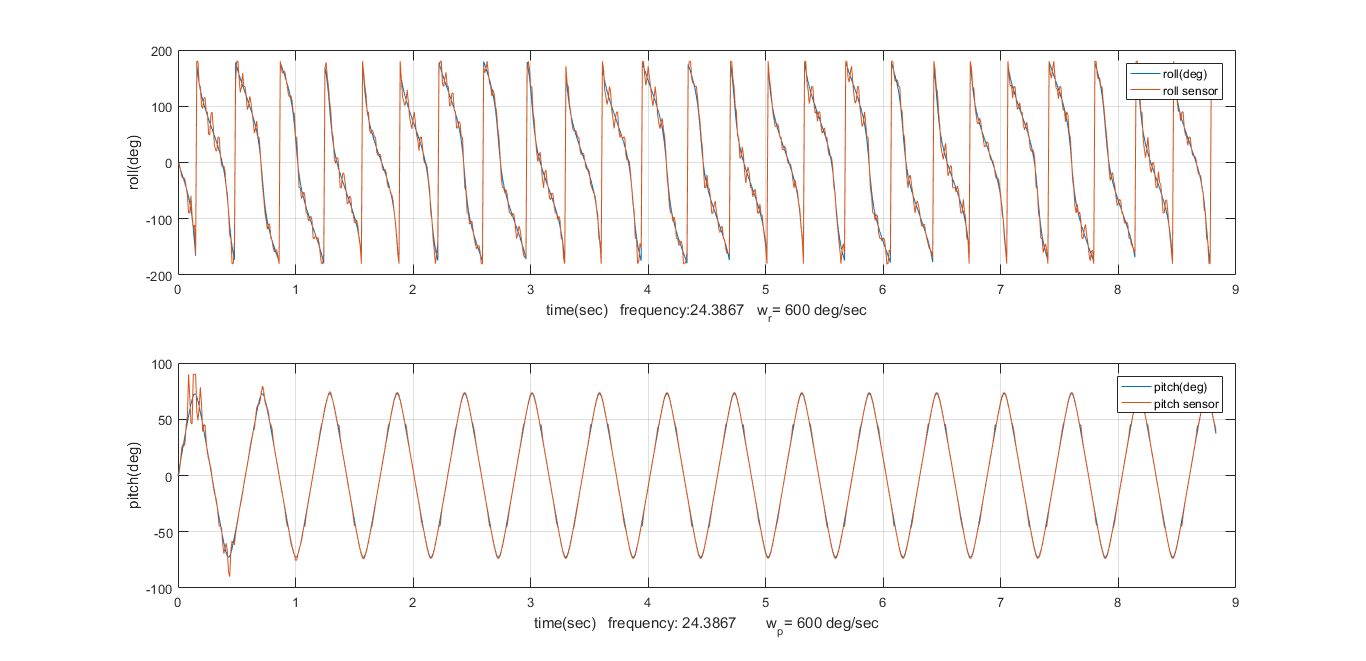 200
100
0
-100
-200
roll(deg)
roll(deg)
roll sensor
0 1 2 3 4 5 6 7 8 9
time(sec) frequency:24.3867 w_r= 600 deg/sec
100
50
0
-50
-100
pitch(deg)
pitch(deg)
pitch sensor
0 1 2 3 4 5 6 7 8 9
time(sec) frequency: 24.3867 w_p= 600 deg/sec